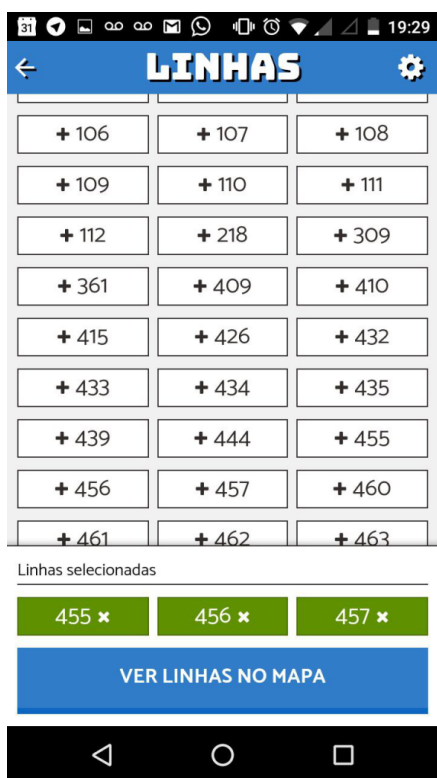 31 19:29
LINHAS
+ 106 + 107 + 108
+ 109 + 110 + 111
+ 112 + 218 + 309
+ 361 + 409 + 410
+ 415 + 426 + 432
+ 433 + 434 + 435
+ 439 + 444 + 455
+ 456 + 457 + 460
+ 461 + 462 + 463
Linhas selecionadas
455 × 456 × 457 ×
VER LINHAS NO MAPA